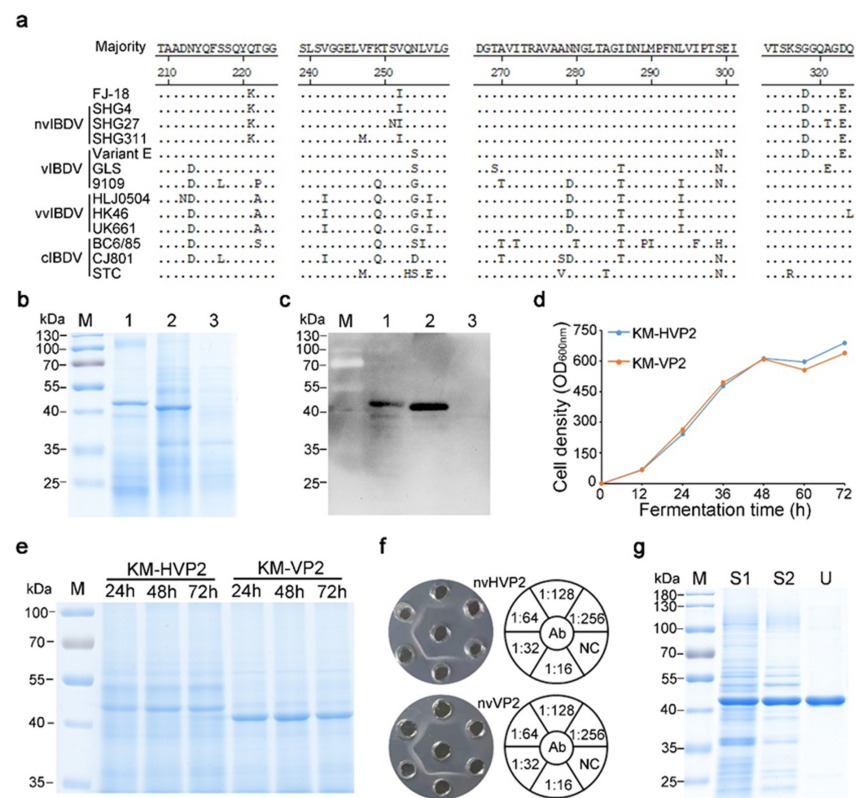 a
Majority TAADNYQFSSQYQTGG SLSVGGELVFKTSVQNLVLG DGTAVITRAVAANNGLTAGIDNLMPFNLVIPTSEI VTSKSGGQAGDQ
210 220 240 250 270 280 290 300 320
FJ-18 ............K... .............I...... ................................... .....D....E.
nvIBDV
SHG4 ............K... .............I...... ................................... .....D....E.
SHG27 ............K... ............NI...... ................................... .....D..T.E.
SHG311 ............K... ........M....I...... ................................... .....D....E.
vIBDV
Variant E ................ ...............S.... ................................N.. .....D....E.
GLS ....D........... ...............S.... ..S................T............... ........E...
9109 ....D...L....P.. ..........Q....S.... ...T........D......T.......I....N.. ............
vvIBDV
HLJ0504 ...ND........A.. ...I......Q....G.I.. ............D......T.......I....... ............
HK46 ....D........A.. ...I......Q....G.I.. ............D......T.......I....... ...........L
UK661 ....D........A.. ...I......Q....G.I.. ............D......T.......I....... ............
cIBDV
BC6/85 ....D........S.. ..........Q....SI... ...T.T.......T.....T..PI.....F..H.. ............
CJ801 ....D...L....... ...I......Q....D.... ...T.......SD......T............N.. ............
STC ................ ........M.....HS.E.. ...........V.....T..............N.. ...R........
b
kDa M 1 2 3
130
100
70
55
40
35
25
c
kDa M 1 2 3
130
100
70
55
40
35
25
d
Cell density (OD600nm)
750
600
450
300
150
0
KM-HVP2
KM-VP2
0 12 24 36 48 60 72
Fermentation time (h)
e
KM-HVP2 KM-VP2
kDa M 24h 48h 72h 24h 48h 72h
100
70
55
40
35
f
nvHVP2
1:128
1:64 1:256
Ab
1:32 NC
1:16
nvVP2
1:128
1:64 1:256
Ab
1:32 NC
1:16
g
kDa M S1 S2 U
180
130
100
70
55
40
35
25